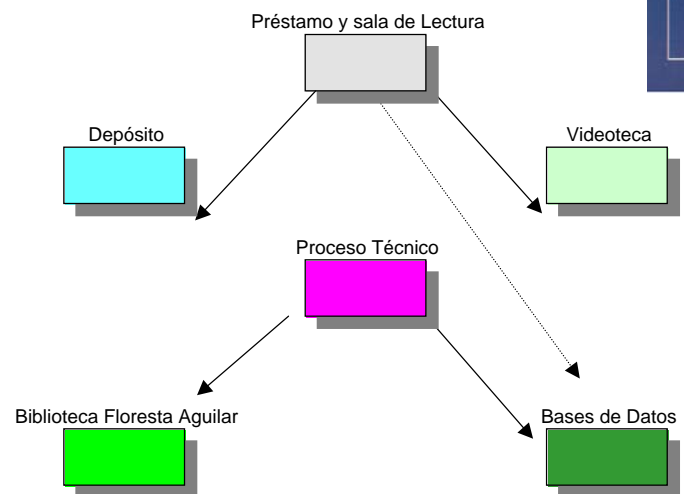 Préstamo y sala de Lectura
Depósito
Videoteca
Proceso Técnico
Biblioteca Floresta Aguilar
Bases de Datos